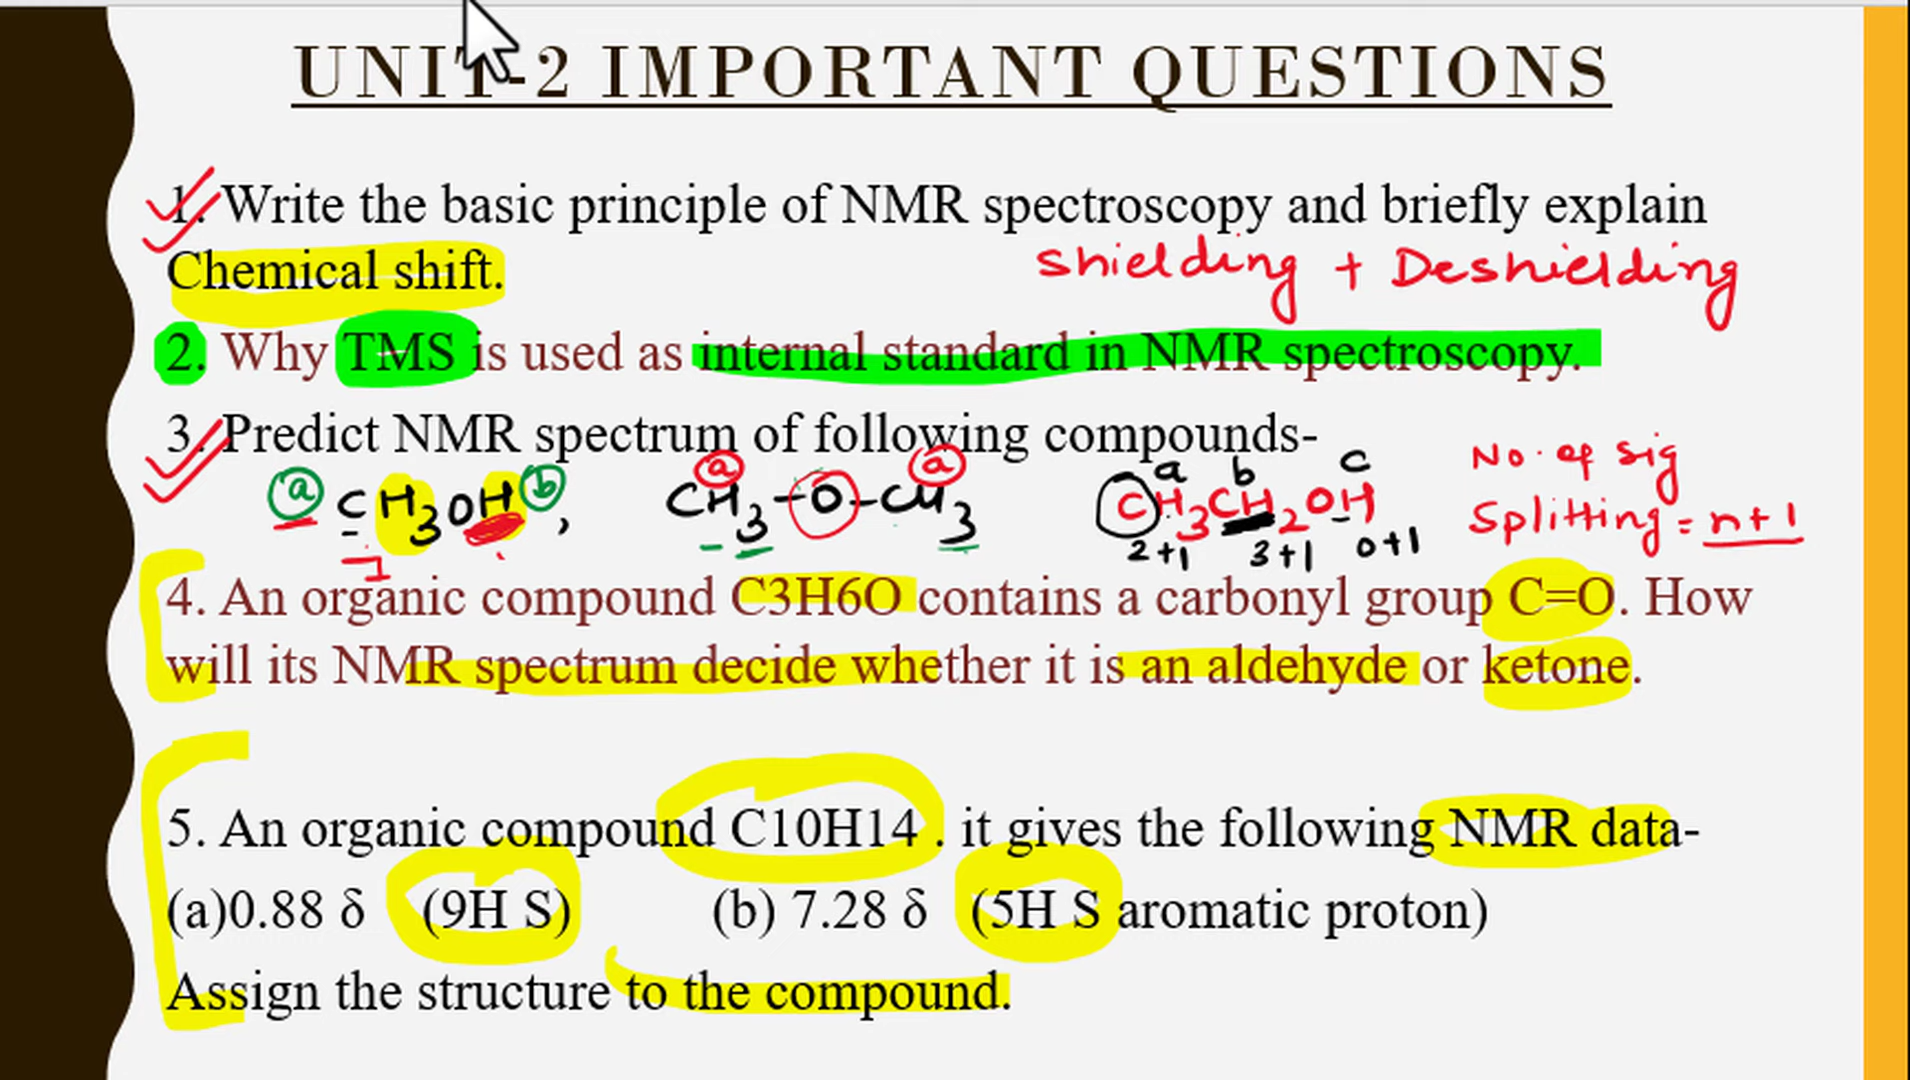 UNIT-2 IMPORTANT QUESTIONS
1. Write the basic principle of NMR spectroscopy and briefly explain
Chemical shift.
Shielding + Deshielding
2. Why TMS is used as internal standard in NMR spectroscopy.
3. Predict NMR spectrum of following compounds-
a CH3OH b, a CH3-O-CH3 a
a b c
CH3CH2OH
2+1 3+1 0+1
No. of sig
Splitting = n+1
4. An organic compound C3H6O contains a carbonyl group C=O. How
will its NMR spectrum decide whether it is an aldehyde or ketone.
5. An organic compound C10H14 . it gives the following NMR data-
(a)0.88 δ (9H S) (b) 7.28 δ (5H S aromatic proton)
Assign the structure to the compound.